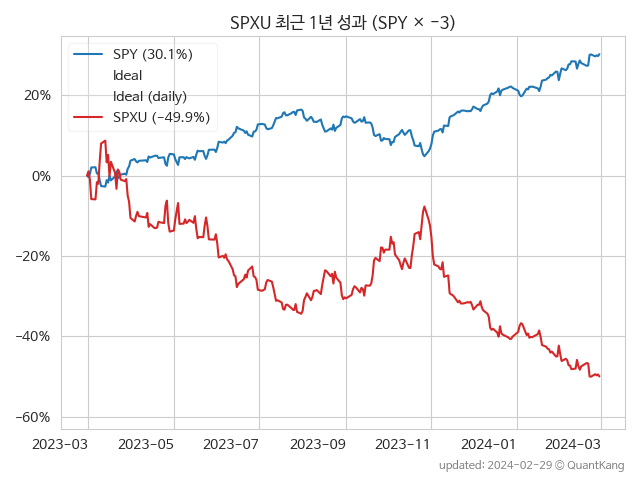 SPXU 최근 1년 성과 (SPY × −3)
SPY (30.1%)
Ideal
Ideal (daily)
SPXU (−49.9%)
20%
0%
−20%
−40%
−60%
2023-03 2023-05 2023-07 2023-09 2023-11 2024-01 2024-03
updated: 2024-02-29 © QuantKang